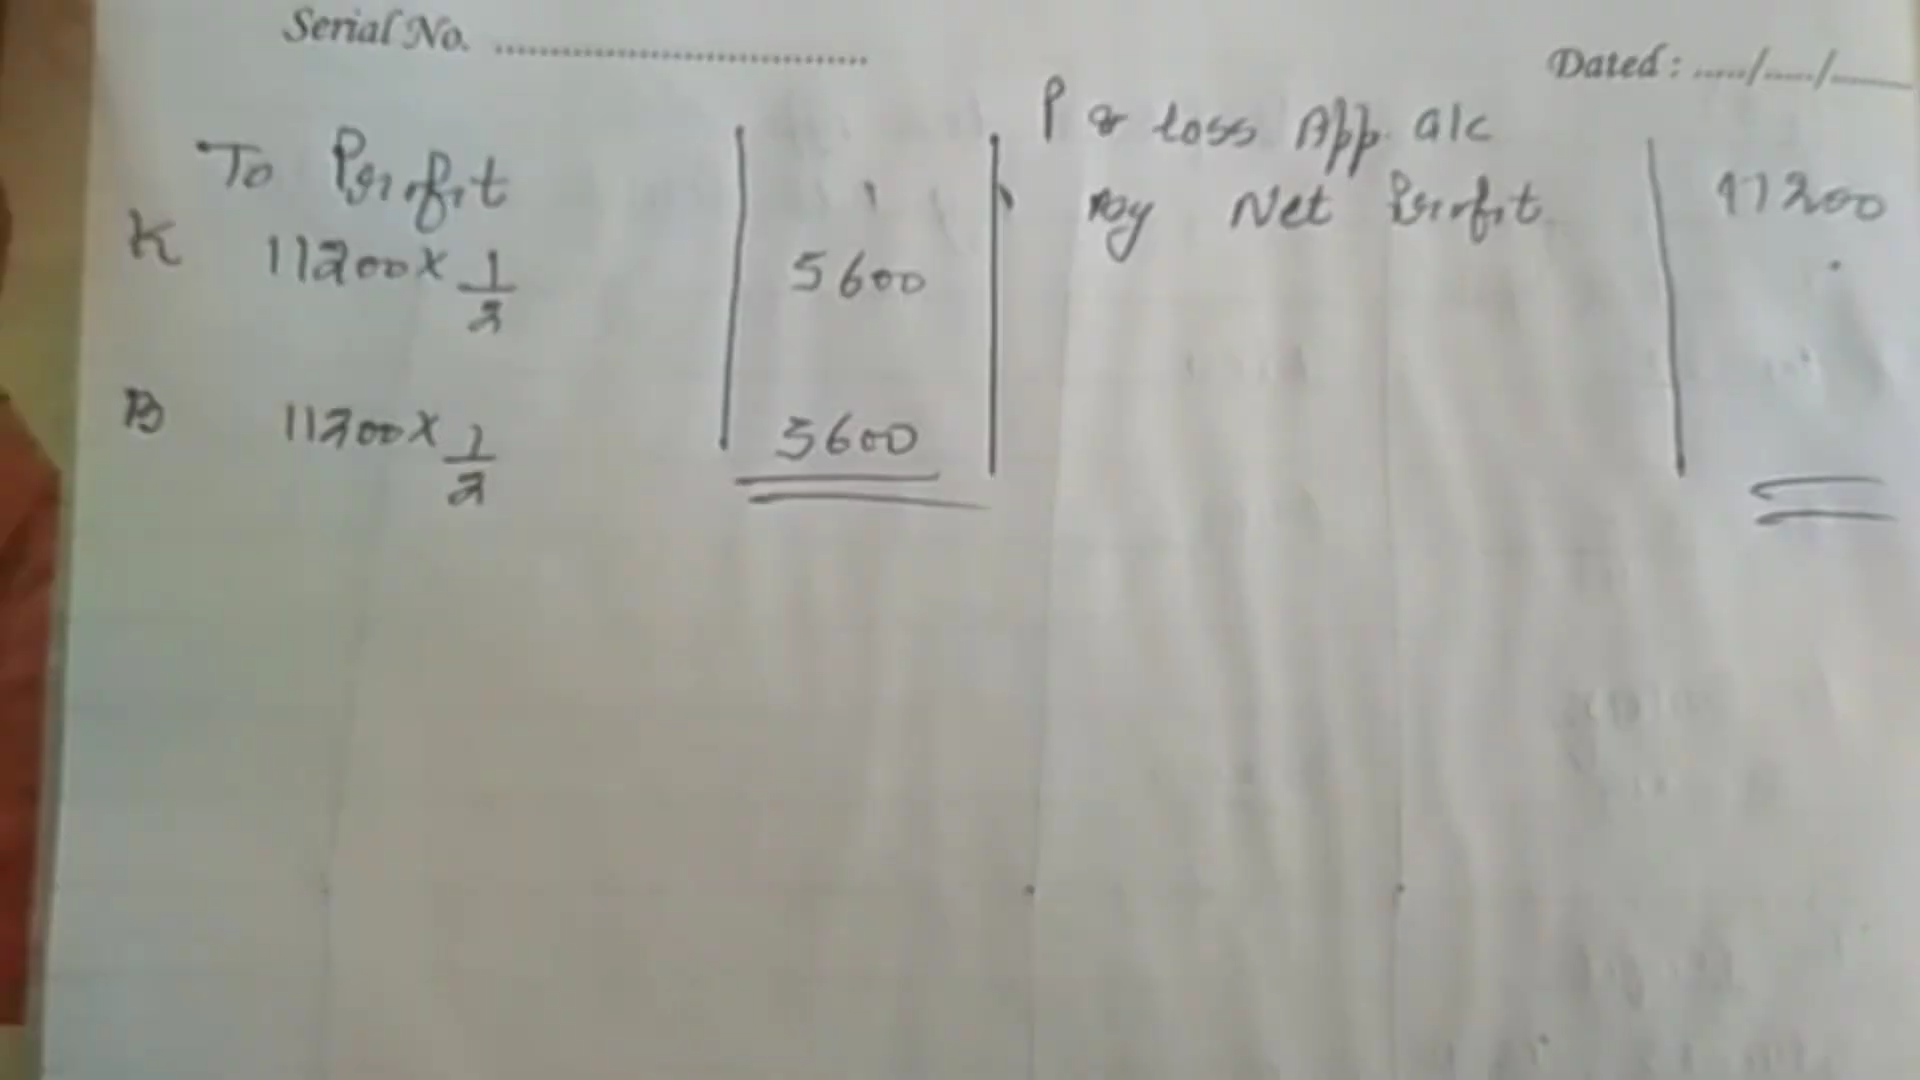 Serial No. ..........
Dated : ...../...../.....
P & Loss App. a/c
To Profit
By Net Profit 11200
K 11200 × 1/2 5600
B 11200 × 1/2 5600